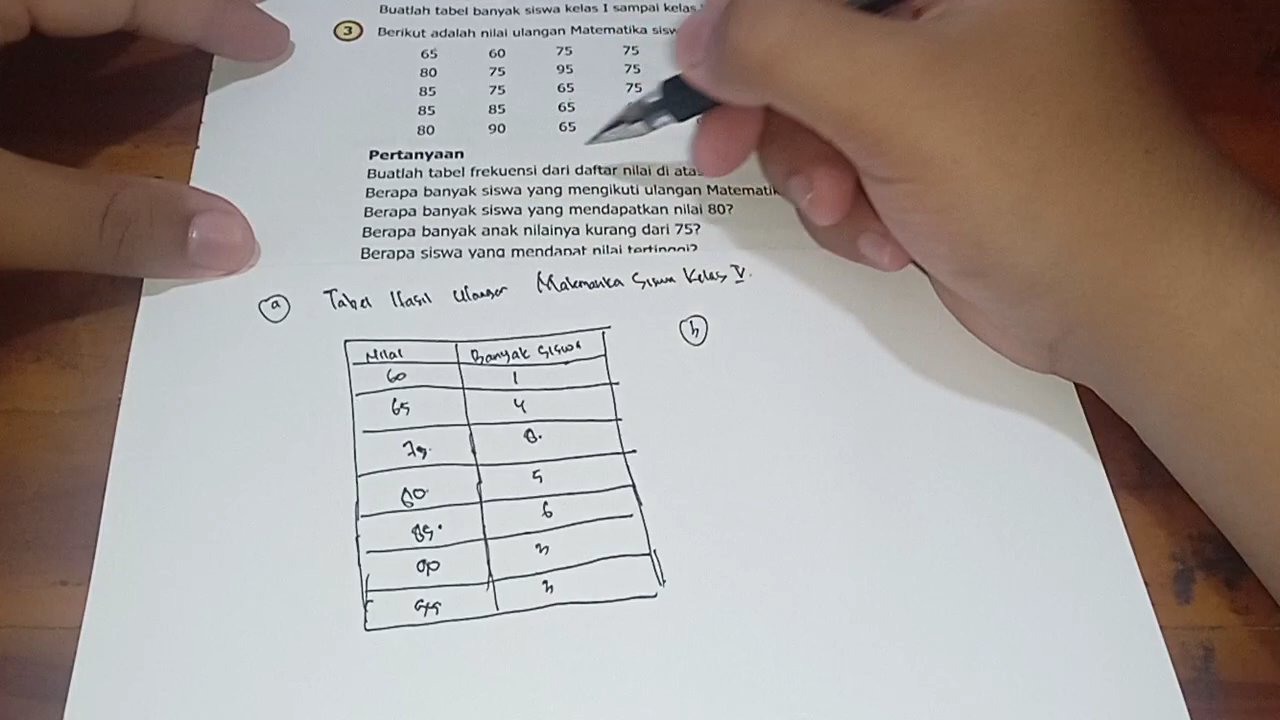 Buatlah tabel banyak siswa kelas I sampai kelas
3 Berikut adalah nilai ulangan Matematika
65 60 75 75
80 75 95 75
85 75 65 75
85 85 65
80 90 65
Pertanyaan
Buatlah tabel frekuensi dari daftar nilai di
Berapa banyak siswa yang mengikuti ulangan
Berapa banyak siswa yang mendapatkan nilai 80?
Berapa banyak anak nilainya kurang dari 75?
Berapa siswa yang mendapat nilai tertinggi?
a Tabel Hasil Ulangan Matematika Siswa Kelas V. b
Nilai Banyak Siswa
60 1
65 4
75. 8.
80. 5
85. 6
90 3
95 3